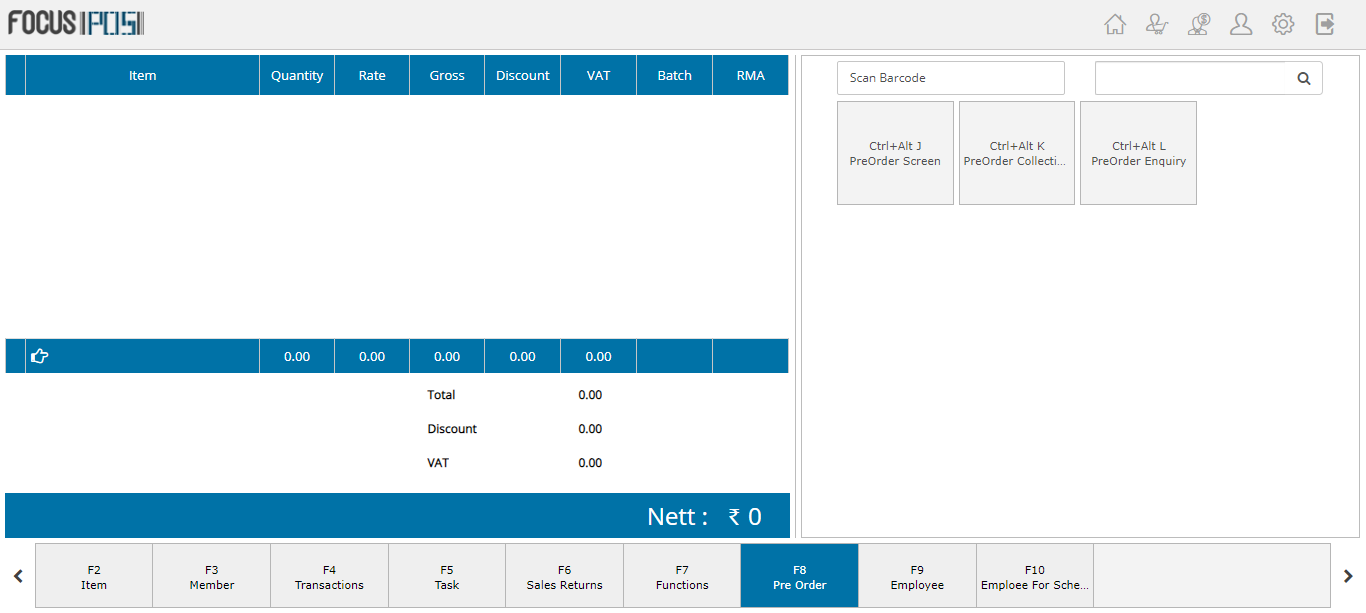 FOCUS POS
Item Quantity Rate Gross Discount VAT Batch RMA
Scan Barcode
Ctrl+Alt J
PreOrder Screen
Ctrl+Alt K
PreOrder Collecti...
Ctrl+Alt L
PreOrder Enquiry
0.00 0.00 0.00 0.00 0.00
Total 0.00
Discount 0.00
VAT 0.00
Nett : ₹ 0
F2
Item
F3
Member
F4
Transactions
F5
Task
F6
Sales Returns
F7
Functions
F8
Pre Order
F9
Employee
F10
Emploee For Sche...